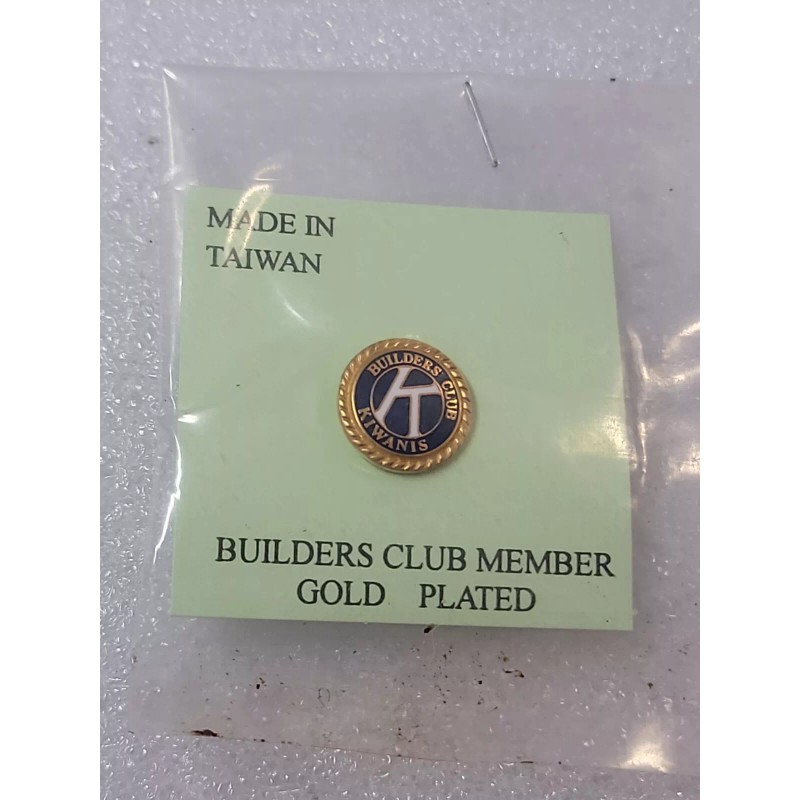 MADE IN
TAIWAN
BUILDERS CLUB
K
KIWANIS
BUILDERS CLUB MEMBER
GOLD PLATED